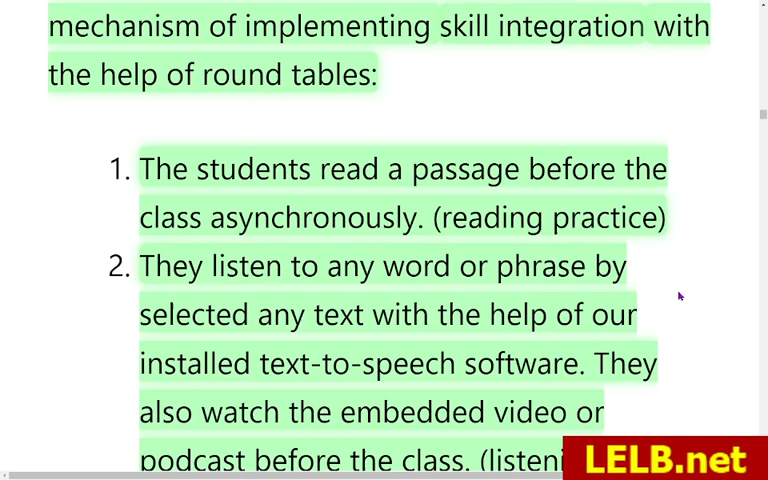 mechanism of implementing skill integration with
the help of round tables:
1. The students read a passage before the
class asynchronously. (reading practice)
2. They listen to any word or phrase by
selected any text with the help of our
installed text-to-speech software. They
also watch the embedded video or
podcast before the class.
LELB.net